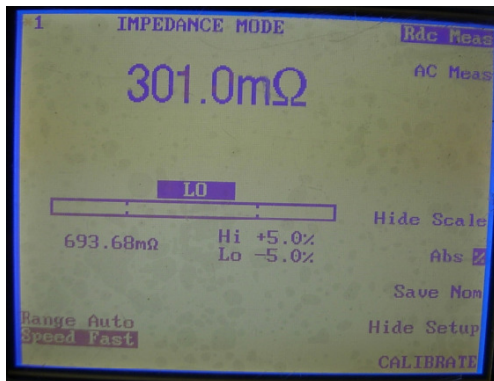 1 IMPEDANCE MODE
Rdc Meas
301.0mΩ
AC Meas
LO
Hide Scale
693.68mΩ
Hi +5.0%
Lo -5.0%
Abs %
Save Nom
Range Auto
Hide Setup
Speed Fast
CALIBRATE